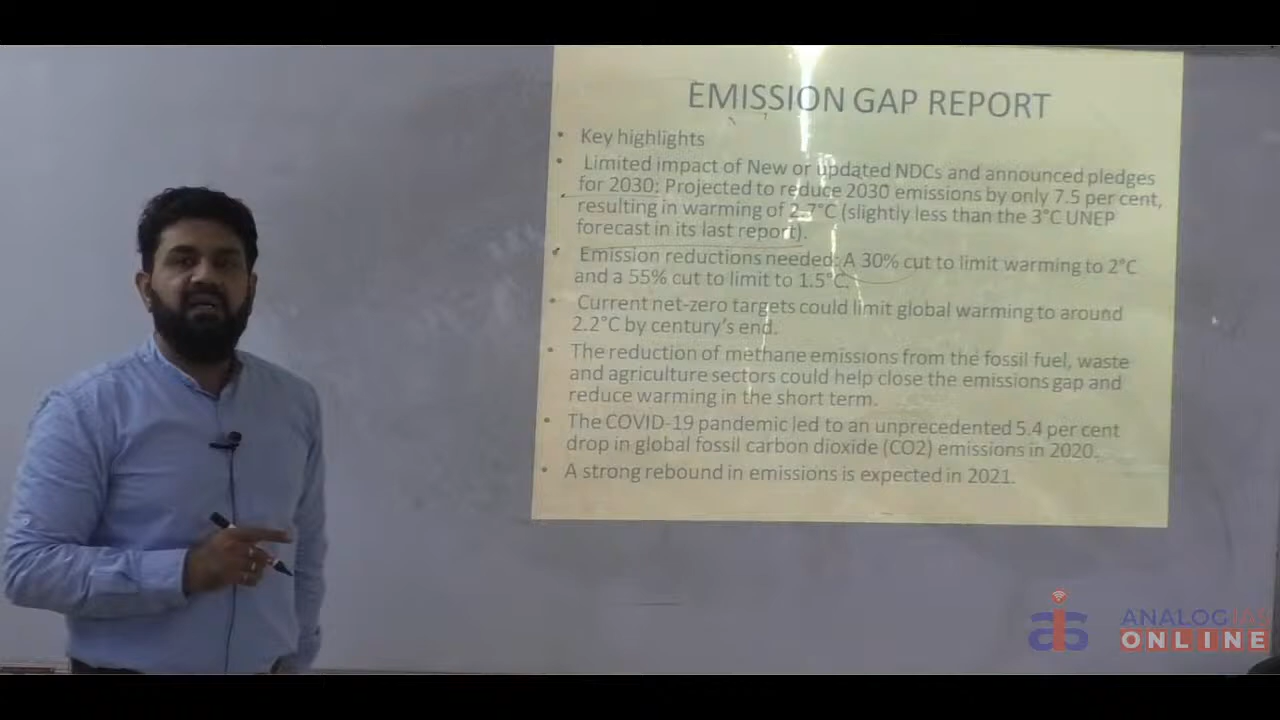 EMISSION GAP REPORT
• Key highlights
• Limited impact of New or updated NDCs and announced pledges
for 2030: Projected to reduce 2030 emissions by only 7.5 per cent,
resulting in warming of 2.7°C (slightly less than the 3°C UNEP
forecast in its last report).
• Emission reductions needed: A 30% cut to limit warming to 2°C
and a 55% cut to limit to 1.5°C.
• Current net-zero targets could limit global warming to around
2.2°C by century's end.
• The reduction of methane emissions from the fossil fuel, waste
and agriculture sectors could help close the emissions gap and
reduce warming in the short term.
• The COVID-19 pandemic led to an unprecedented 5.4 per cent
drop in global fossil carbon dioxide (CO2) emissions in 2020.
• A strong rebound in emissions is expected in 2021.
ais ANALOG IAS
ONLINE